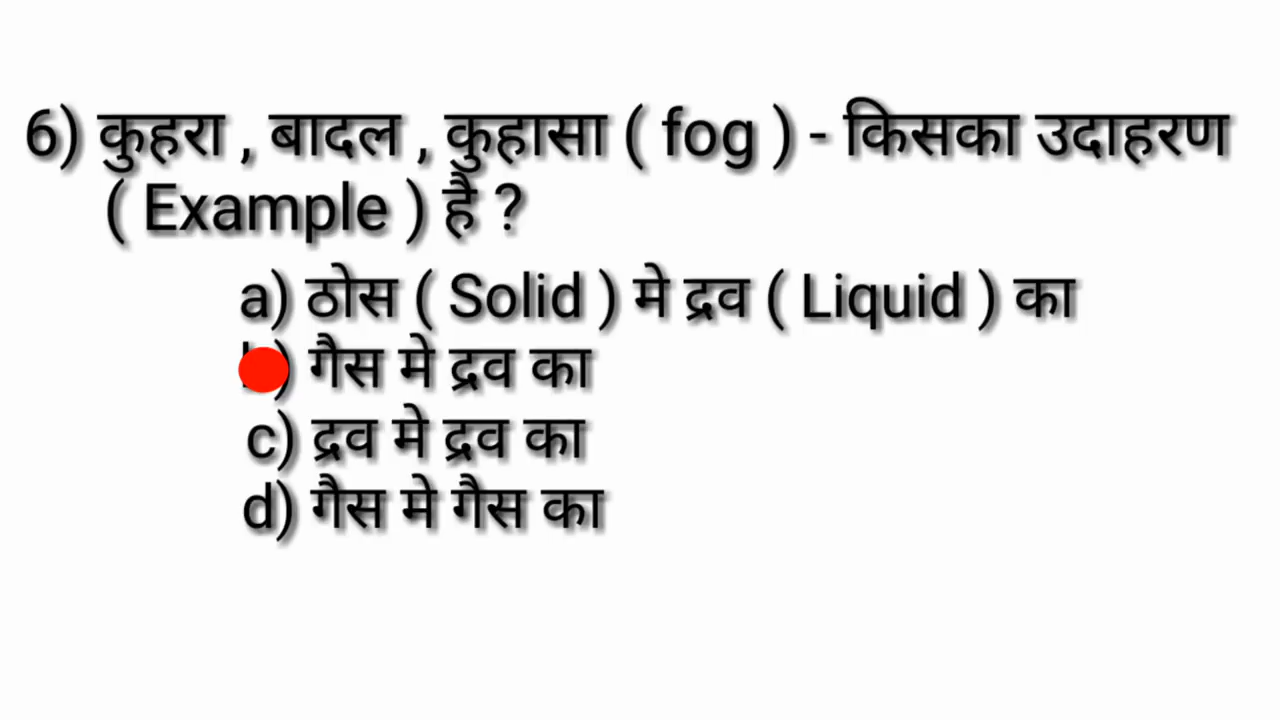 6) कुहरा , बादल , कुहासा ( fog ) - किसका उदाहरण
( Example ) है ?
a) ठोस ( Solid ) मे द्रव ( Liquid ) का
b) गैस मे द्रव का
c) द्रव मे द्रव का
d) गैस मे गैस का